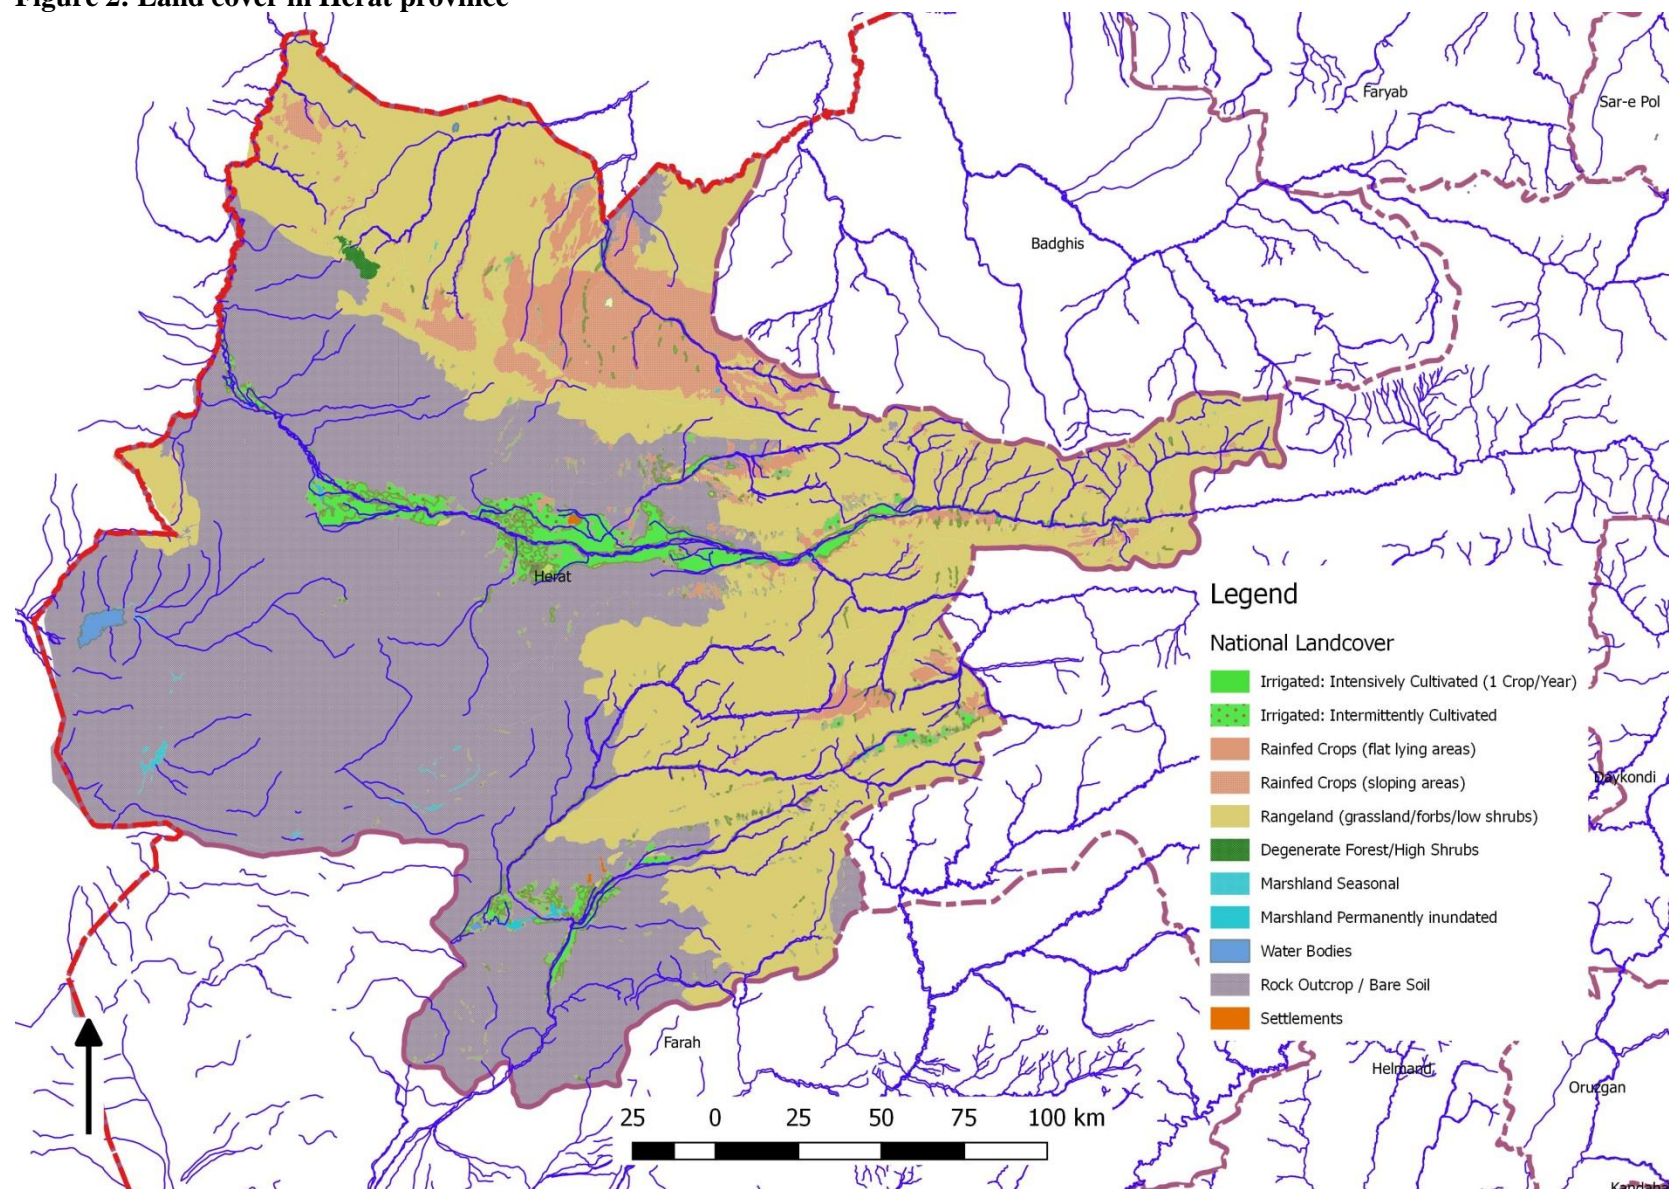 Figure 2: Land cover in Herat province
Faryab
Sar-e Pol
Badghis
Herat
Legend
National Landcover
Irrigated: Intensively Cultivated (1 Crop/Year)
Irrigated: Intermittently Cultivated
Rainfed Crops (flat lying areas)
Rainfed Crops (sloping areas)
Daykondi
Rangeland (grassland/forbs/low shrubs)
Degenerate Forest/High Shrubs
Marshland Seasonal
Marshland Permanently inundated
Water Bodies
Rock Outcrop / Bare Soil
Settlements
Farah
Helmand
Oruzgan
25 0 25 50 75 100 km